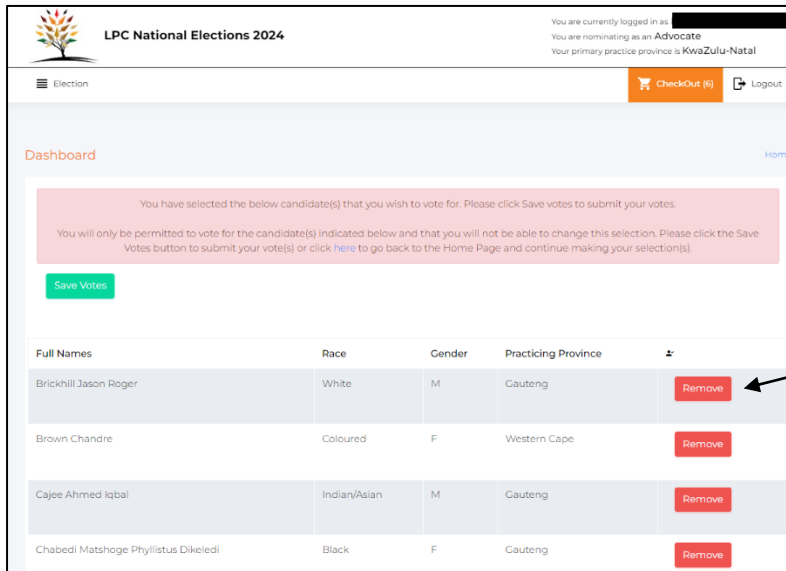 You are currently logged in as
LPC National Elections 2024
You are nominating as an Advocate
Your primary practice province is KwaZulu-Natal
Election
CheckOut (6)
Logout
Dashboard
Hom
You have selected the below candidate(s) that you wish to vote for. Please click Save votes to submit your votes.
You will only be permitted to vote for the candidate(s) indicated below and that you will not be able to change this selection. Please click the Save
Votes button to submit your vote(s) or click here to go back to the Home Page and continue making your selection(s).
Save Votes
Full Names Race Gender Practicing Province
Brickhill Jason Roger White M Gauteng Remove
Brown Chandre Coloured F Western Cape Remove
Cajee Ahmed Iqbal Indian/Asian M Gauteng Remove
Chabedi Matshoge Phyllistus Dikeledi Black F Gauteng Remove